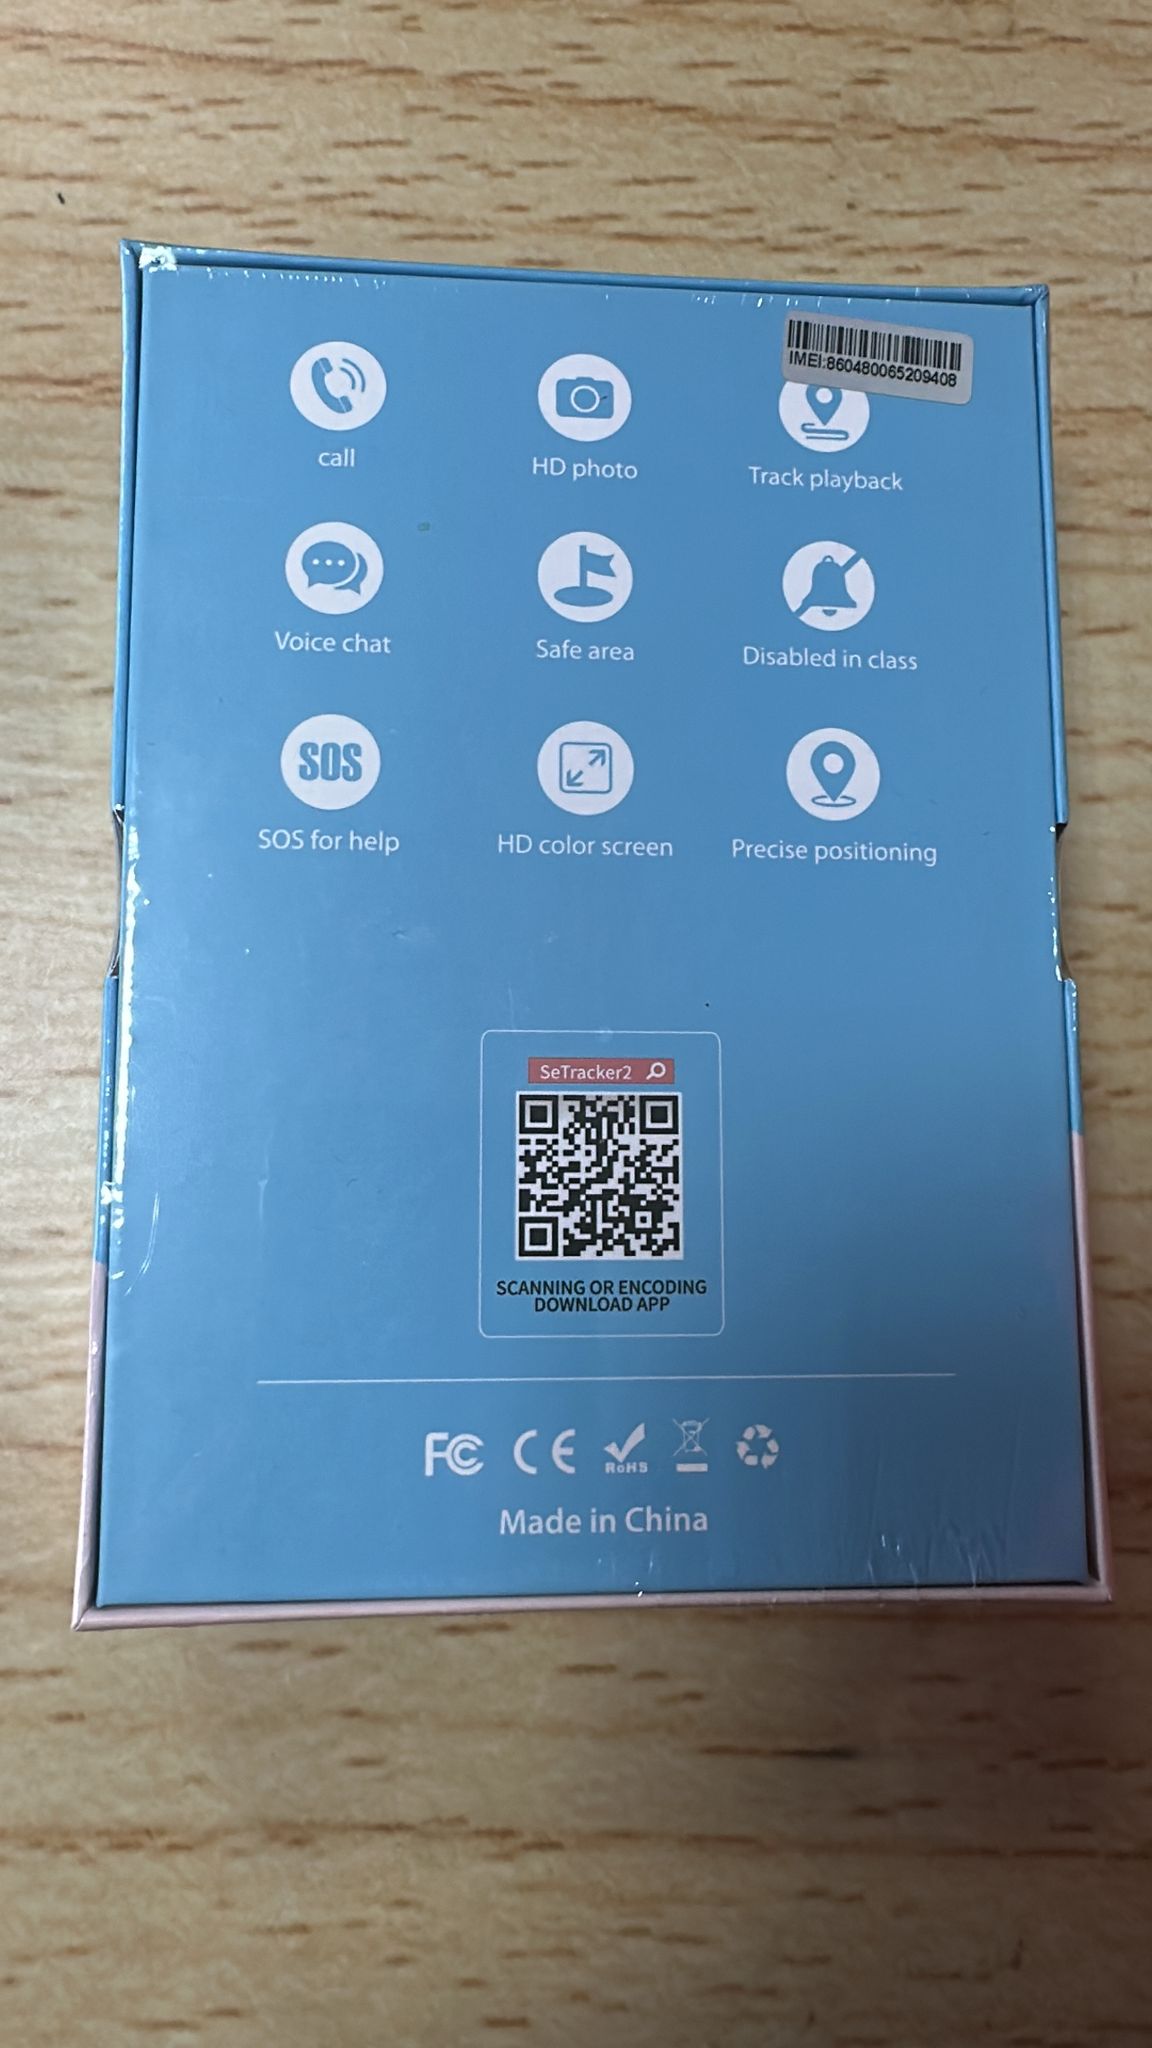 IMEI:860480065209408
call
HD photo
Track playback
Voice chat
Safe area
Disabled in class
SOS
SOS for help
HD color screen
Precise positioning
SeTracker2
SCANNING OR ENCODING
DOWNLOAD APP
FC CE RoHS
Made in China